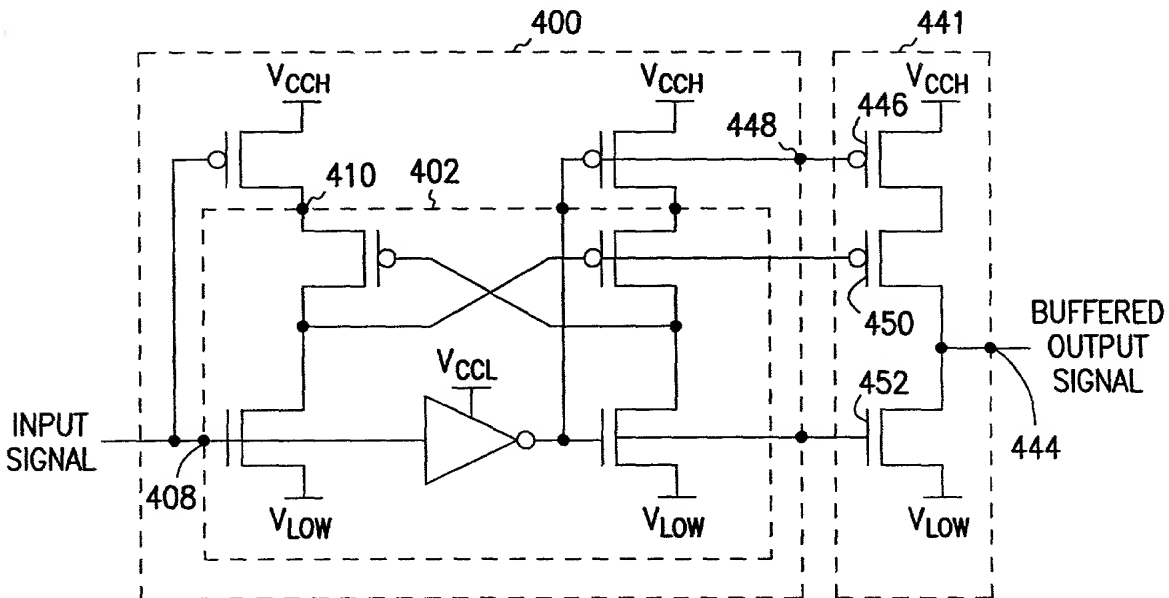 400
441
VCCH
VCCH
VCCH
446
448
410
402
450
BUFFERED
OUTPUT
SIGNAL
VCCL
452
INPUT
SIGNAL
444
408
VLOW
VLOW
VLOW